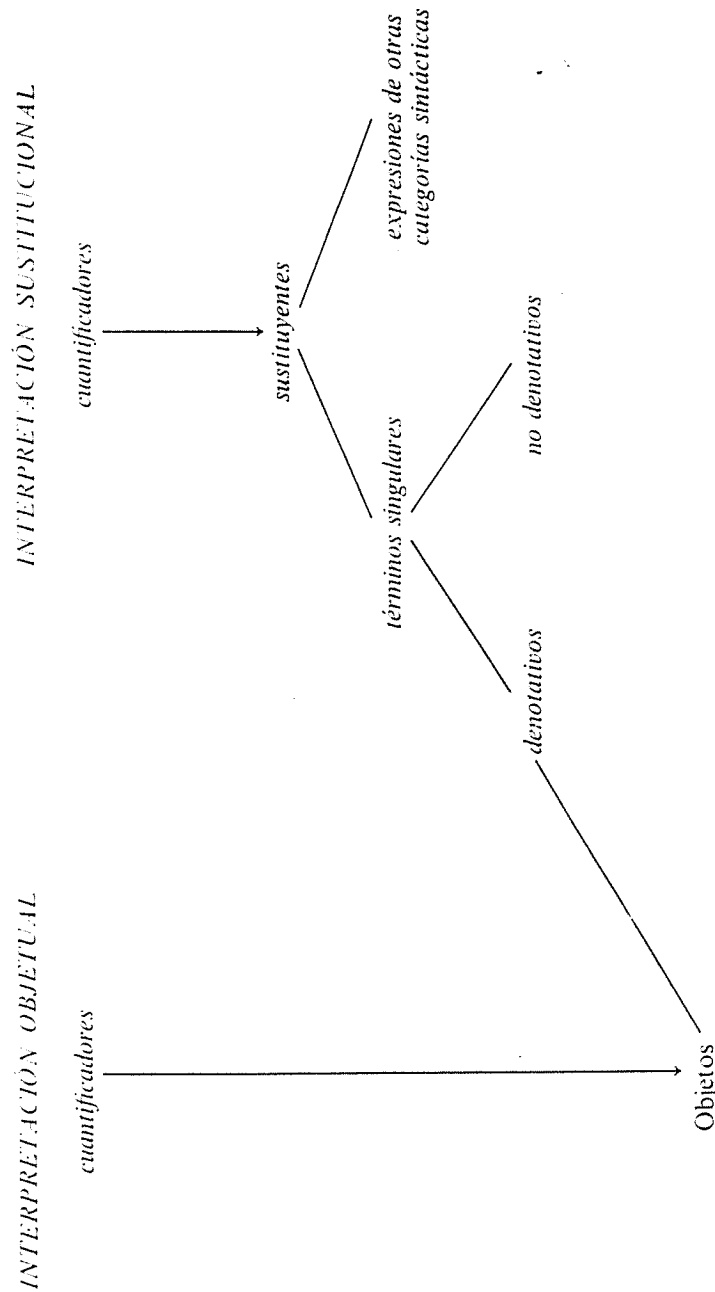 INTERPRETACIÓN OBJETUAL
INTERPRETACIÓN SUSTITUCIONAL
cuantificadores
cuantificadores
sustituyentes
términos singulares
expresiones de otras
categorías sintácticas
denotativos
no denotativos
Objetos